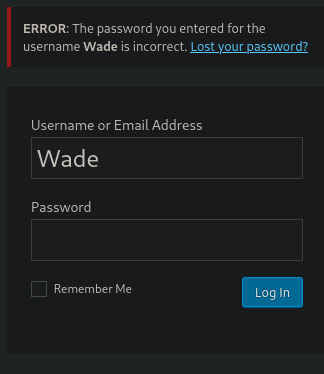 ERROR: The password you entered for the
username Wade is incorrect. Lost your password?
Username or Email Address
Wade
Password
Remember Me
Log In